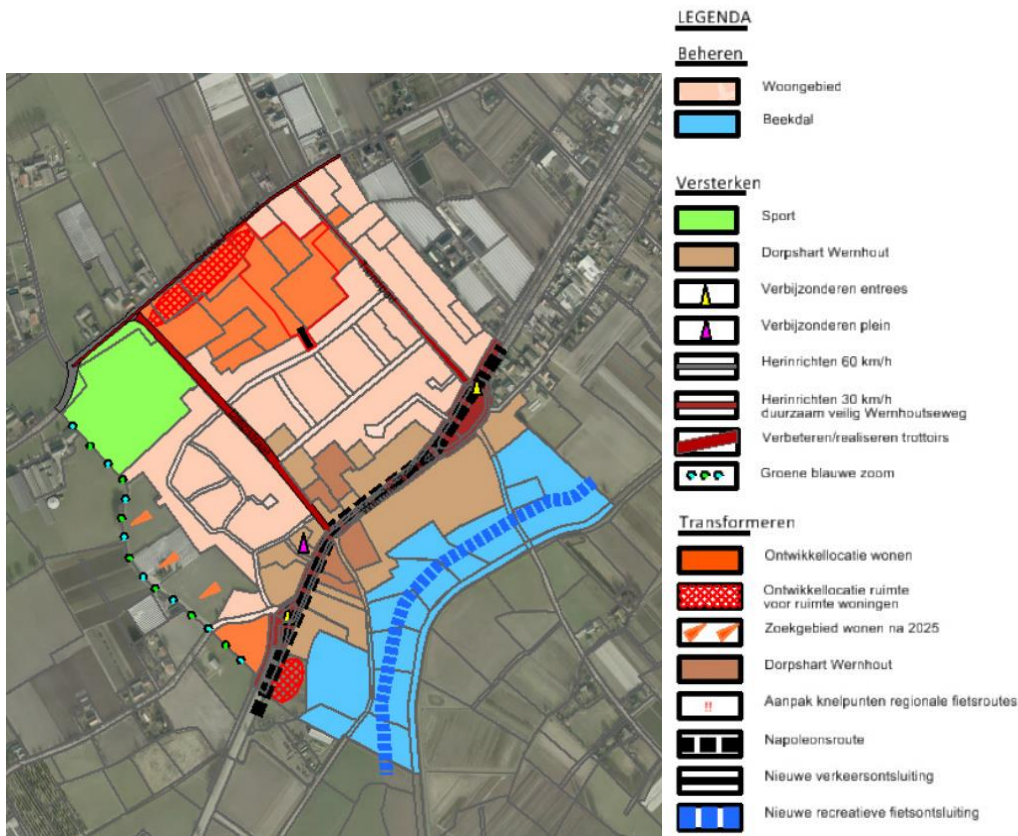 LEGENDA
Beheren
Woongebied
Beekdal
Versterken
Sport
Dorpshart Wernhout
Verbijzonderen entrees
Verbijzonderen plein
Herinrichten 60 km/h
Herinrichten 30 km/h
duurzaam veilig Wernhoutseweg
Verbeteren/realiseren trottoirs
Groene blauwe zoom
Transformeren
Ontwikkellocatie wonen
Ontwikkellocatie ruimte
voor ruimte woningen
Zoekgebied wonen na 2025
Dorpshart Wernhout
!! Aanpak knelpunten regionale fietsroutes
Napoleonsroute
Nieuwe verkeersontsluiting
Nieuwe recreatieve fietsontsluiting